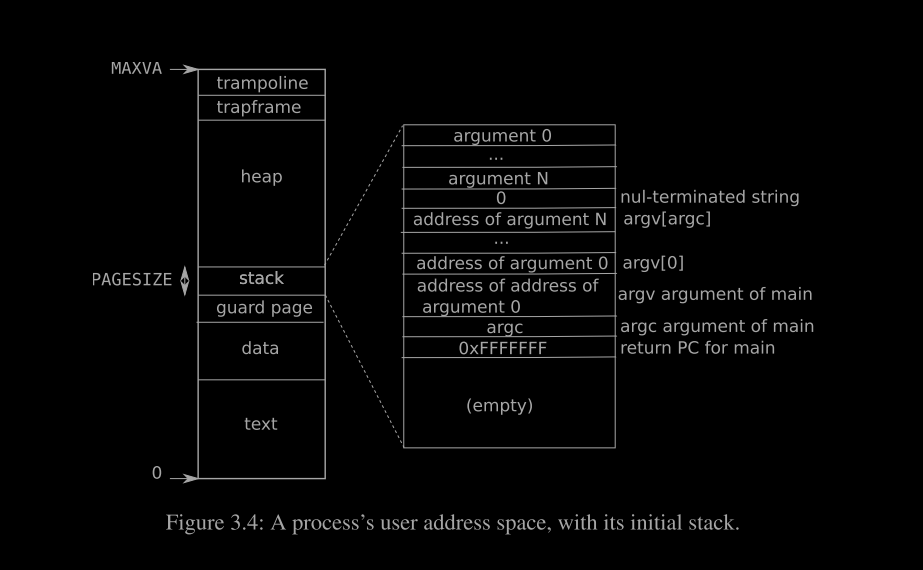 MAXVA
trampoline
trapframe
heap
PAGESIZE
stack
guard page
data
text
0
argument 0
...
argument N
0 nul-terminated string
address of argument N argv[argc]
...
address of argument 0 argv[0]
address of address of
argument 0
argv argument of main
argc argc argument of main
0xFFFFFFF return PC for main
(empty)
Figure 3.4: A process's user address space, with its initial stack.